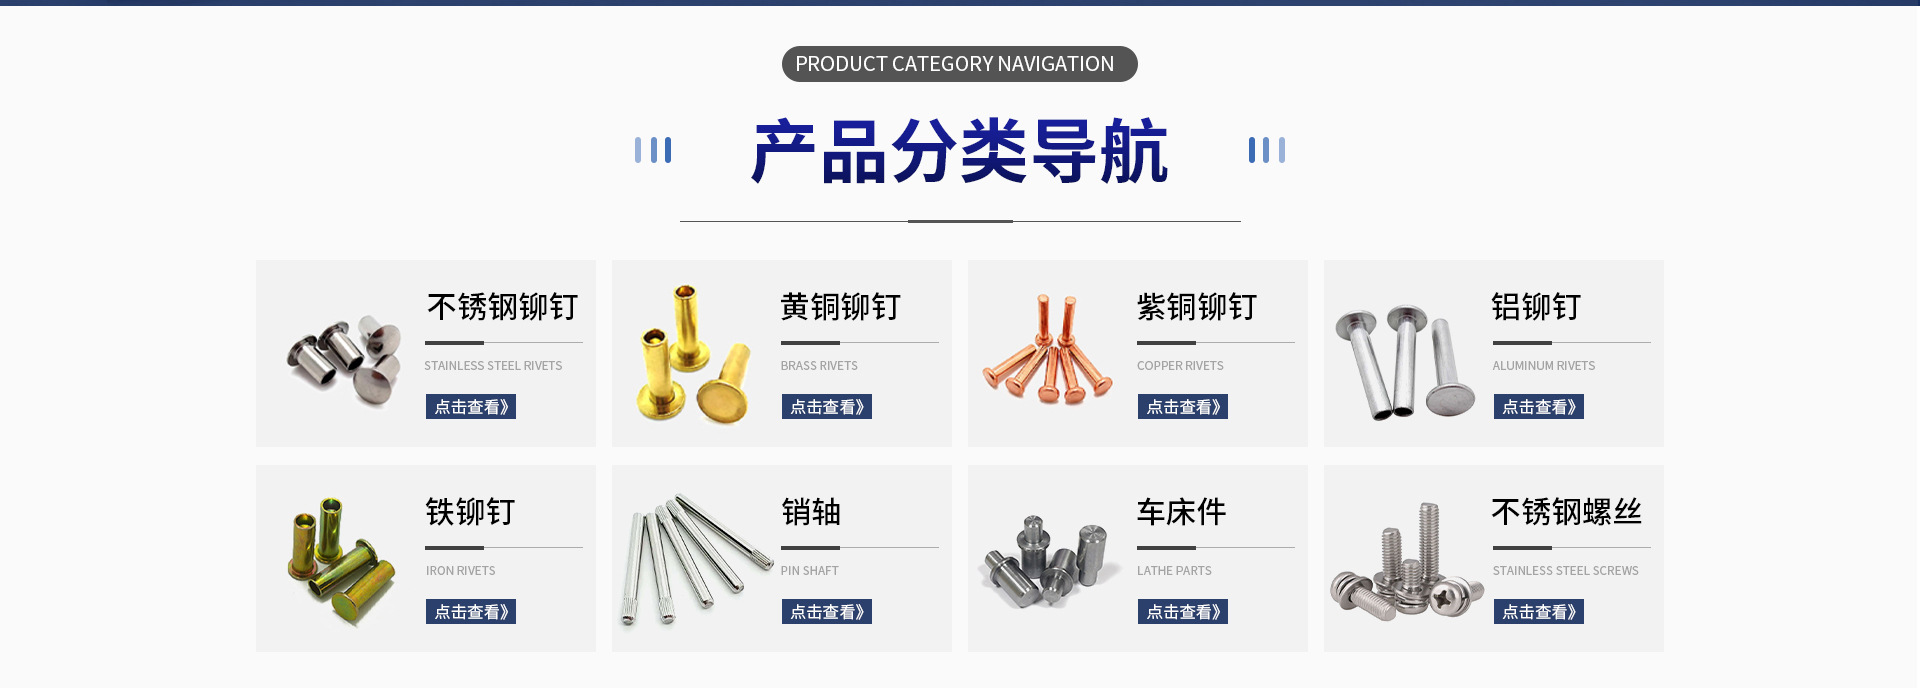 PRODUCT CATEGORY NAVIGATION
产品分类导航
不锈钢铆钉
STAINLESS STEEL RIVETS
点击查看》
黄铜铆钉
BRASS RIVETS
点击查看》
紫铜铆钉
COPPER RIVETS
点击查看》
铝铆钉
ALUMINUM RIVETS
点击查看》
铁铆钉
IRON RIVETS
点击查看》
销轴
PIN SHAFT
点击查看》
车床件
LATHE PARTS
点击查看》
不锈钢螺丝
STAINLESS STEEL SCREWS
点击查看》